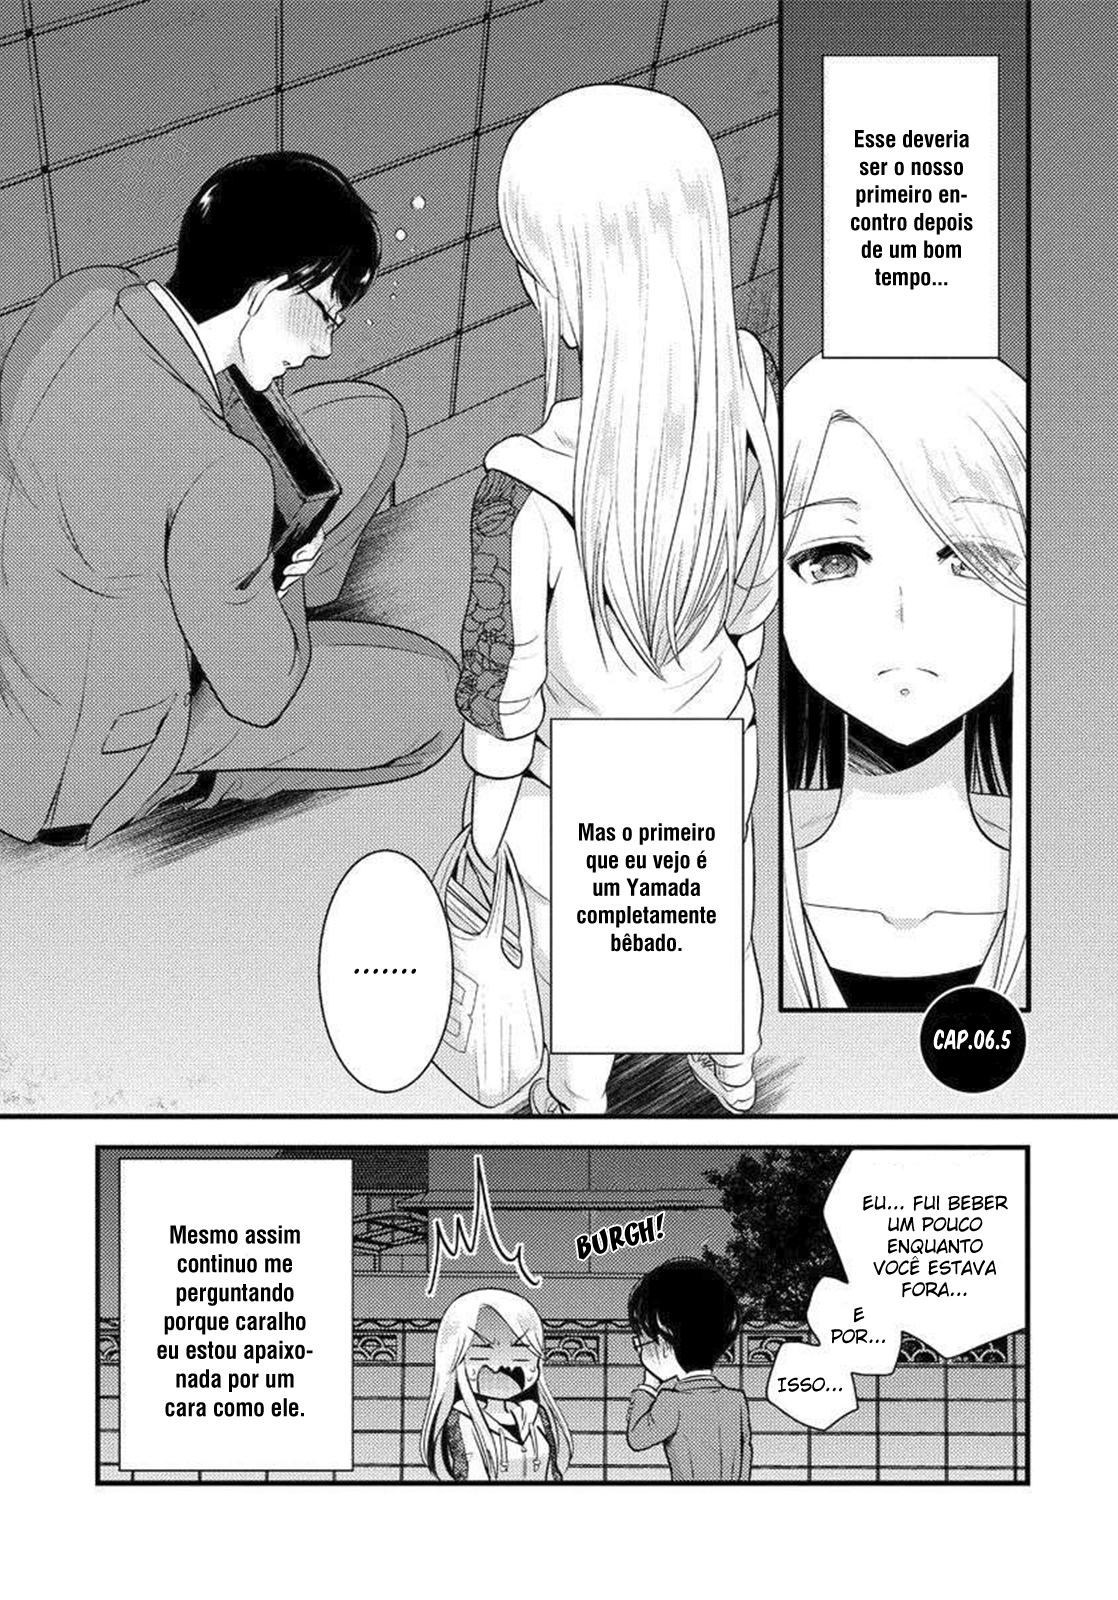 Esse deveria
ser o nosso
primeiro en-
contro depois
de um bom
tempo...
Mas o primeiro
que eu vejo é
um Yamada
completamente
bêbado.
.......
CAP.06.5
EU... FUI BEBER
UM POUCO
ENQUANTO
VOCÊ ESTAVA
FORA...
E
POR...
ISSO...
BURGH!
Mesmo assim
continuo me
perguntando
porque caralho
eu estou apaixo-
nada por um
cara como ele.